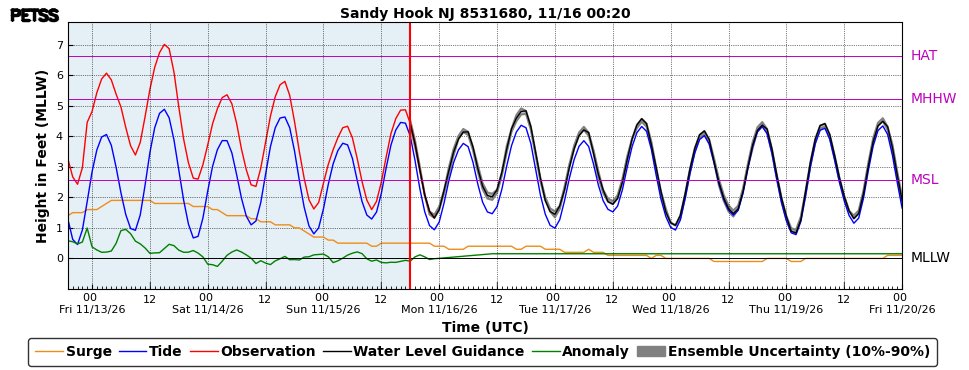 PETSS
Sandy Hook NJ 8531680, 11/16 00:20
Height in Feet (MLLW)
7
6
5
4
3
2
1
0
HAT
MHHW
MSL
MLLW
00 12 00 12 00 12 00 12 00 12 00 12 00 12 00
Fri 11/13/26 Sat 11/14/26 Sun 11/15/26 Mon 11/16/26 Tue 11/17/26 Wed 11/18/26 Thu 11/19/26 Fri 11/20/26
Time (UTC)
Surge Tide Observation Water Level Guidance Anomaly Ensemble Uncertainty (10%-90%)